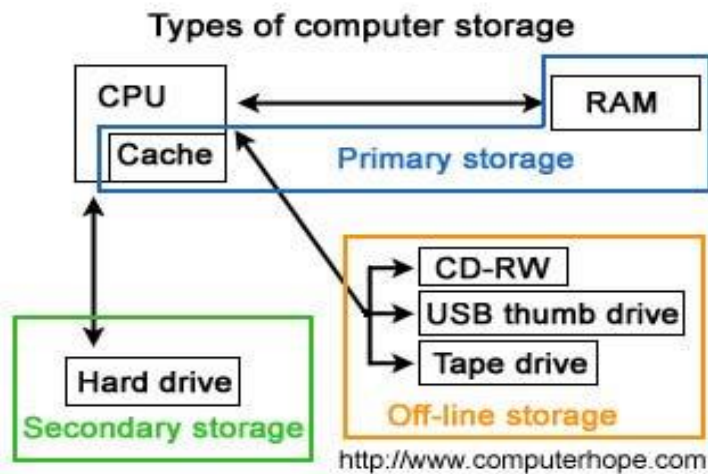 Types of computer storage
CPU
RAM
Cache
Primary storage
CD-RW
USB thumb drive
Tape drive
Off-line storage
Hard drive
Secondary storage
http://www.computerhope.com